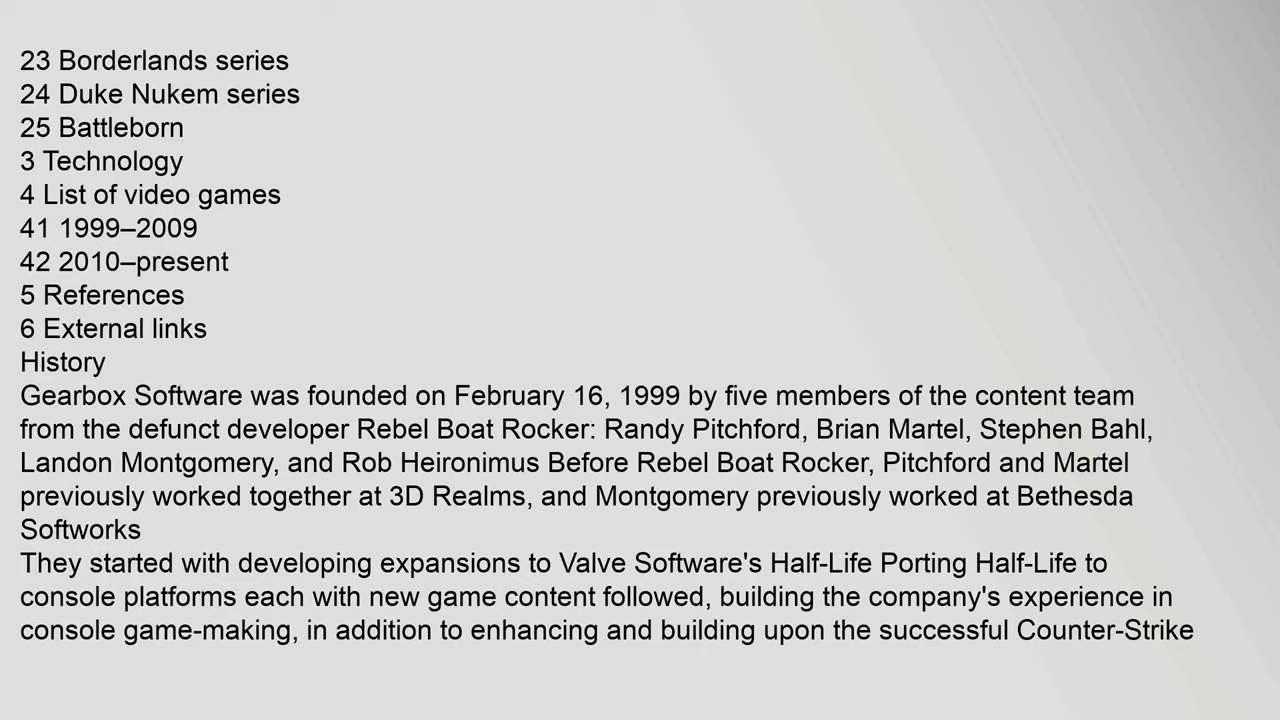 23 Borderlands series
24 Duke Nukem series
25 Battleborn
3 Technology
4 List of video games
41 1999–2009
42 2010–present
5 References
6 External links
History
Gearbox Software was founded on February 16, 1999 by five members of the content team
from the defunct developer Rebel Boat Rocker: Randy Pitchford, Brian Martel, Stephen Bahl,
Landon Montgomery, and Rob Heironimus Before Rebel Boat Rocker, Pitchford and Martel
previously worked together at 3D Realms, and Montgomery previously worked at Bethesda
Softworks
They started with developing expansions to Valve Software's Half-Life Porting Half-Life to
console platforms each with new game content followed, building the company's experience in
console game-making, in addition to enhancing and building upon the successful Counter-Strike